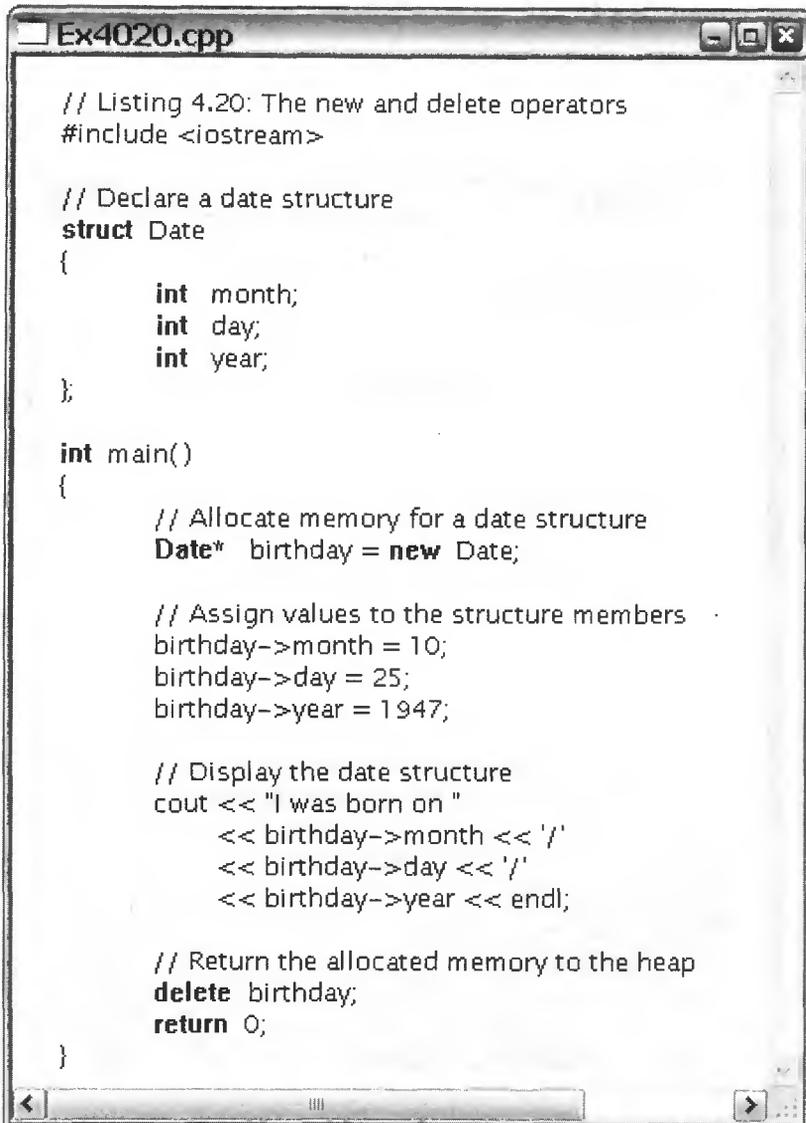 Ex4020.cpp
// Listing 4.20: The new and delete operators
#include <iostream>
// Declare a date structure
struct Date
{
int month;
int day;
int year;
};
int main()
{
// Allocate memory for a date structure
Date* birthday = new Date;
// Assign values to the structure members
birthday->month = 10;
birthday->day = 25;
birthday->year = 1947;
// Display the date structure
cout << "I was born on "
<< birthday->month << '/'
<< birthday->day << '/'
<< birthday->year << endl;
// Return the allocated memory to the heap
delete birthday;
return 0;
}